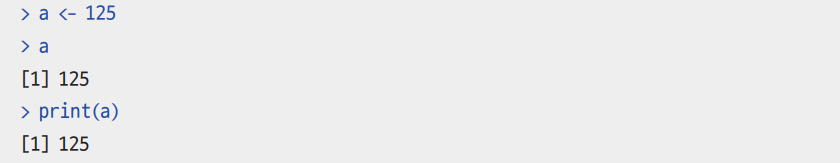 > a <- 125
> a
[1] 125
> print(a)
[1] 125